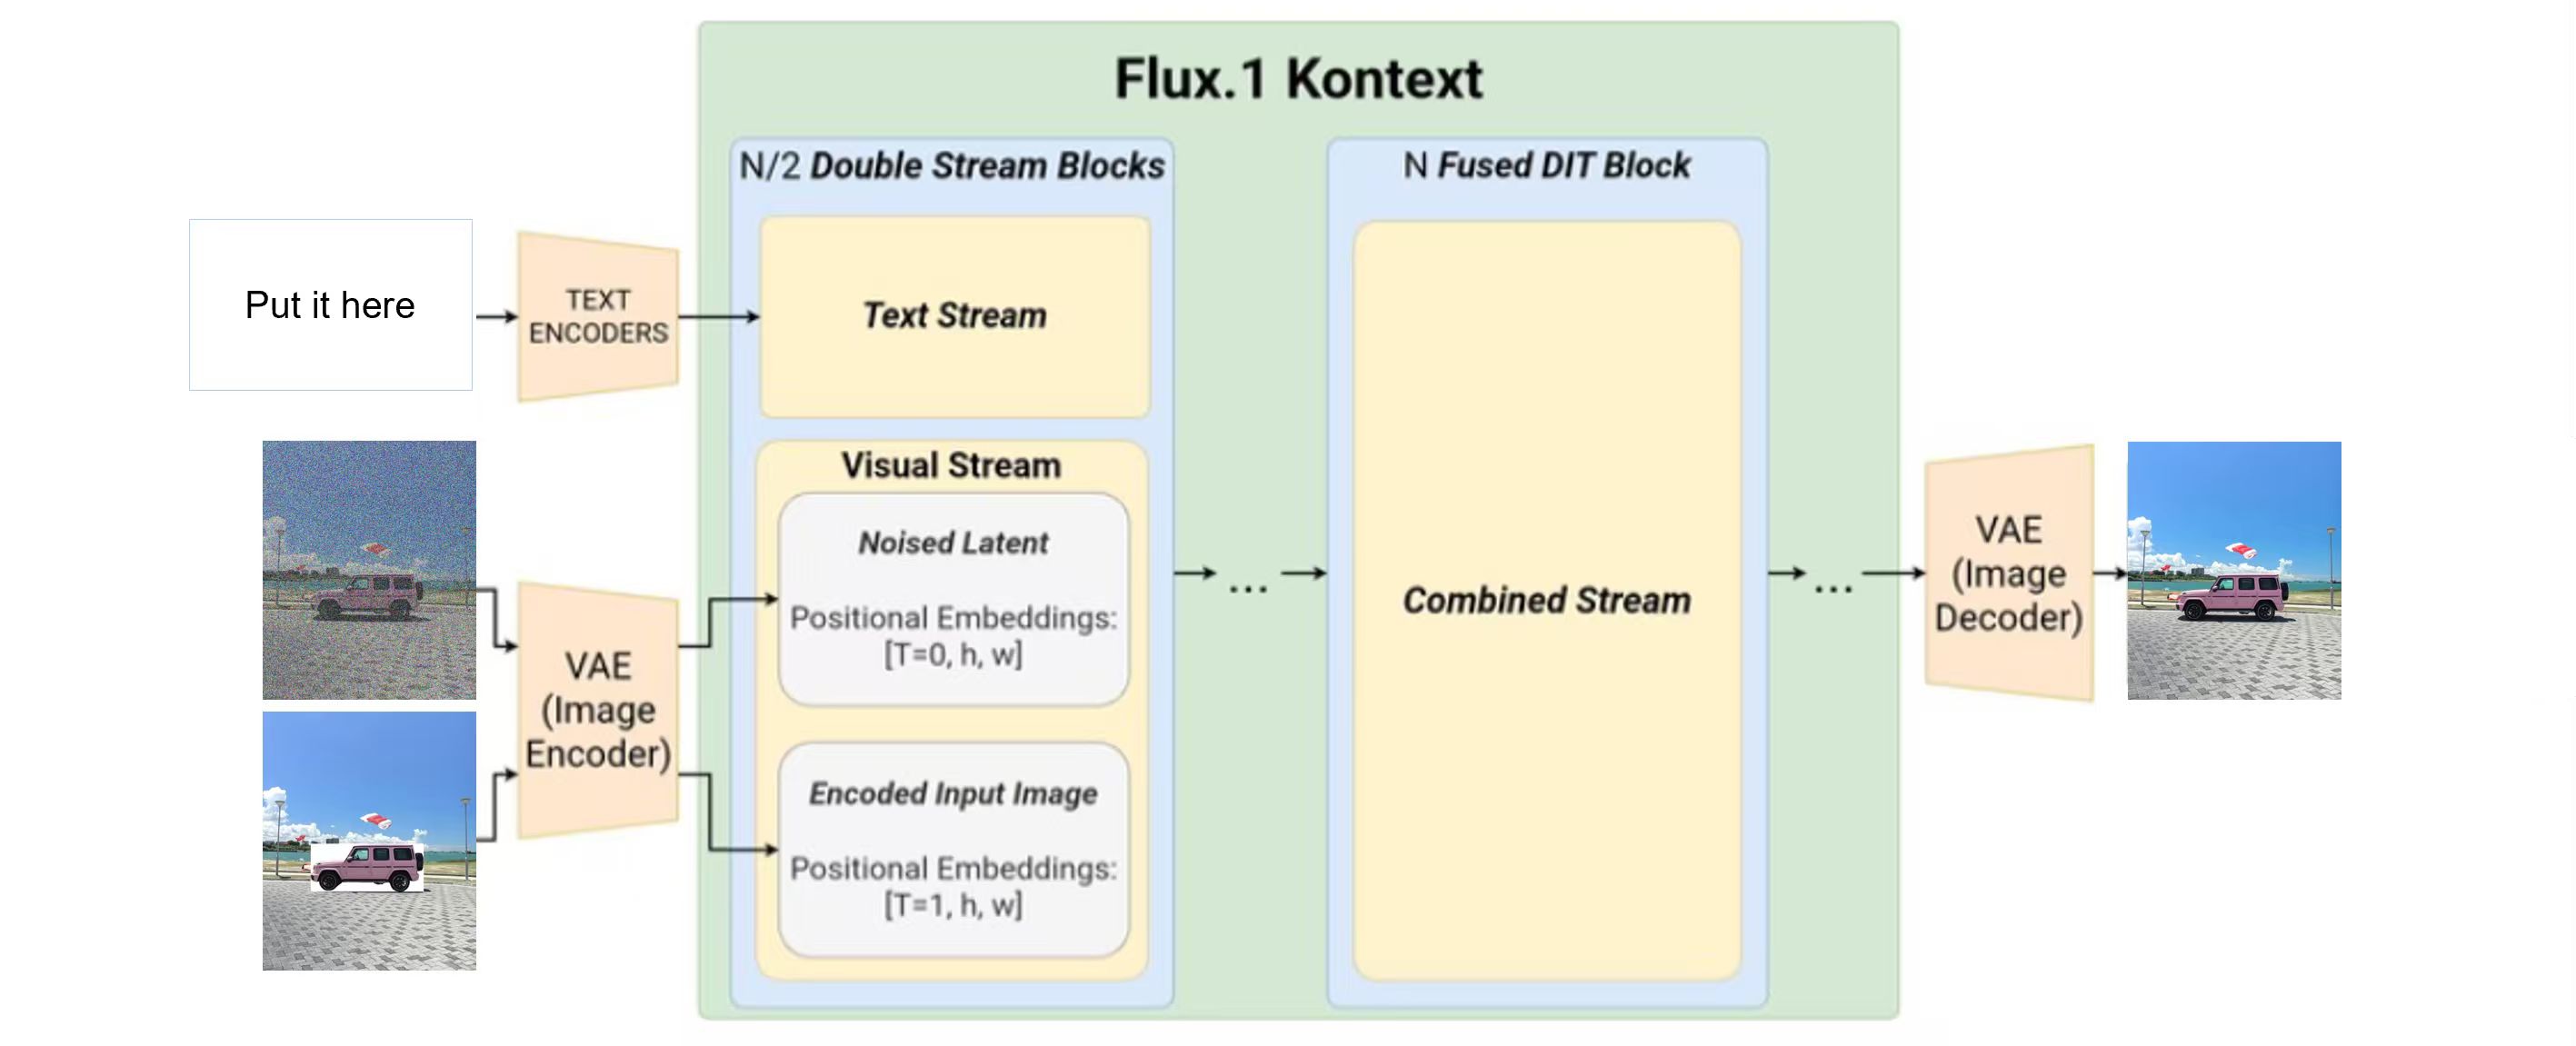 Flux.1 Kontext
N/2 Double Stream Blocks
N Fused DIT Block
Put it here
TEXT
ENCODERS
Text Stream
Visual Stream
Noised Latent
Positional Embeddings:
[T=0, h, w]
VAE
(Image
Encoder)
Encoded Input Image
Positional Embeddings:
[T=1, h, w]
...
Combined Stream
...
VAE
(Image
Decoder)